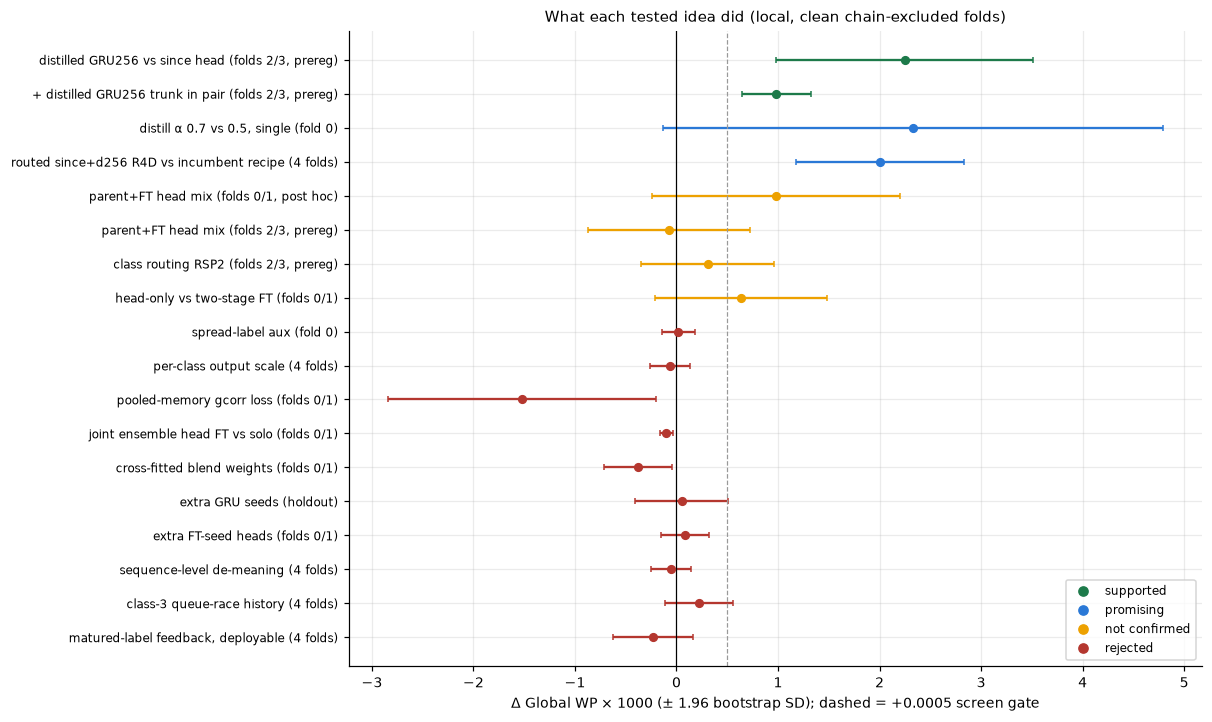 What each tested idea did (local, clean chain-excluded folds)
distilled GRU256 vs since head (folds 2/3, prereg)
+ distilled GRU256 trunk in pair (folds 2/3, prereg)
distill α 0.7 vs 0.5, single (fold 0)
routed since+d256 R4D vs incumbent recipe (4 folds)
parent+FT head mix (folds 0/1, post hoc)
parent+FT head mix (folds 2/3, prereg)
class routing RSP2 (folds 2/3, prereg)
head-only vs two-stage FT (folds 0/1)
spread-label aux (fold 0)
per-class output scale (4 folds)
pooled-memory gcorr loss (folds 0/1)
joint ensemble head FT vs solo (folds 0/1)
cross-fitted blend weights (folds 0/1)
extra GRU seeds (holdout)
extra FT-seed heads (folds 0/1)
sequence-level de-meaning (4 folds)
class-3 queue-race history (4 folds)
matured-label feedback, deployable (4 folds)
supported
promising
not confirmed
rejected
−3 −2 −1 0 1 2 3 4 5
Δ Global WP × 1000 (± 1.96 bootstrap SD); dashed = +0.0005 screen gate